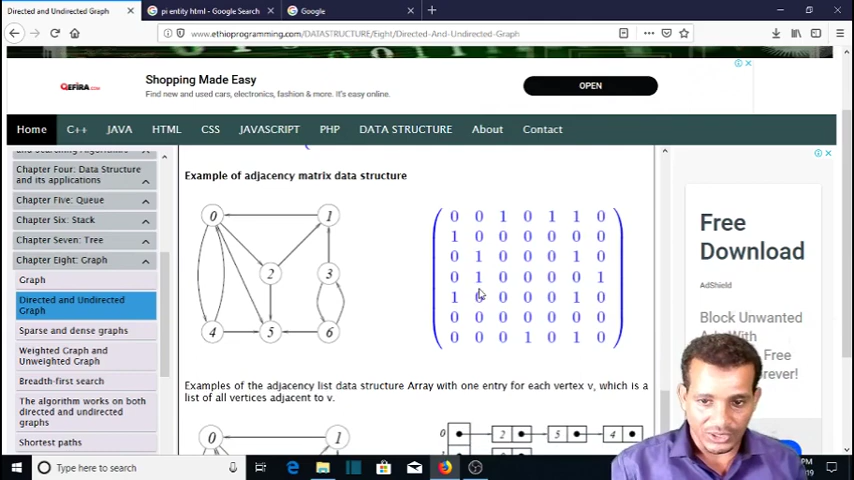 Directed and Undirected Graph
pi entity html - Google Search
Google
www.ethioprogramming.com/DATASTRUCTURE/Eight/Directed-And-Undirected-Graph
QEFIRA.com
Shopping Made Easy
Find new and used cars, electronics, fashion & more. It's easy online.
OPEN
Home C++ JAVA HTML CSS JAVASCRIPT PHP DATA STRUCTURE About Contact
and Searching Algorithms
Chapter Four: Data Structure
and its applications
Chapter Five: Queue
Chapter Six: Stack
Chapter Seven: Tree
Chapter Eight: Graph
Graph
Directed and Undirected
Graph
Sparse and dense graphs
Weighted Graph and
Unweighted Graph
Breadth-first search
The algorithm works on both
directed and undirected
graphs
Shortest paths
Example of adjacency matrix data structure
0 1
2 3
4 5 6
0 0 1 0 1 1 0
1 0 0 0 0 0 0
0 1 0 0 0 1 0
0 1 0 0 0 0 1
1 0 0 0 0 1 0
0 0 0 0 0 0 0
0 0 0 1 0 1 0
Examples of the adjacency list data structure Array with one entry for each vertex v, which is a
list of all vertices adjacent to v.
0 1
0 2 5 4
Free
Download
AdShield
Block Unwanted
Type here to search
PM